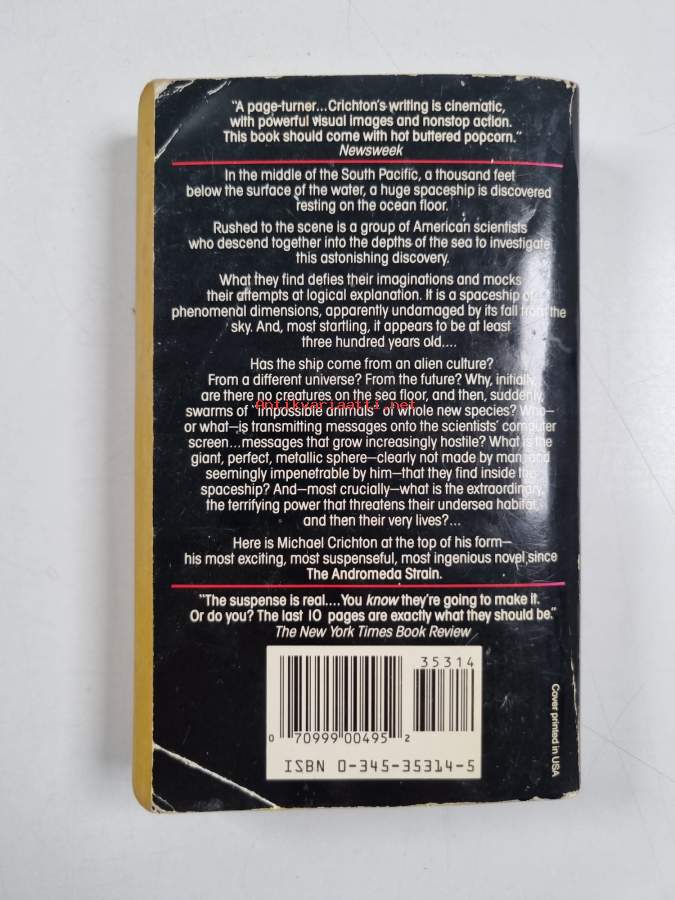 "A page-turner...Crichton's writing is cinematic,
with powerful visual images and nonstop action.
This book should come with hot buttered popcorn."
Newsweek
In the middle of the South Pacific, a thousand feet
below the surface of the water, a huge spaceship is discovered
resting on the ocean floor.
Rushed to the scene is a group of American scientists
who descend together into the depths of the sea to investigate
this astonishing discovery.
What they find defies their imaginations and mocks
their attempts at logical explanation. It is a spaceship of
phenomenal dimensions, apparently undamaged by its fall from the
sky. And, most startling, it appears to be at least
three hundred years old....
Has the ship come from an alien culture?
From a different universe? From the future? Why, initially,
are there no creatures on the sea floor, and then, suddenly,
Antikvariaatti.net
swarms of "impossible animals" of whole new species? Who—
or what—is transmitting messages onto the scientists' computer
screen...messages that grow increasingly hostile? What is the
giant, perfect, metallic sphere—clearly not made by man, and
seemingly impenetrable by him—that they find inside the
spaceship? And—most crucially—what is the extraordinary,
the terrifying power that threatens their undersea habitat,
and then their very lives?...
Here is Michael Crichton at the top of his form—
his most exciting, most suspenseful, most ingenious novel since
The Andromeda Strain.
"The suspense is real....You know they're going to make it.
Or do you? The last 10 pages are exactly what they should be."
The New York Times Book Review
35314
0 70999 00495 2
ISBN 0-345-35314-5
Cover printed in USA